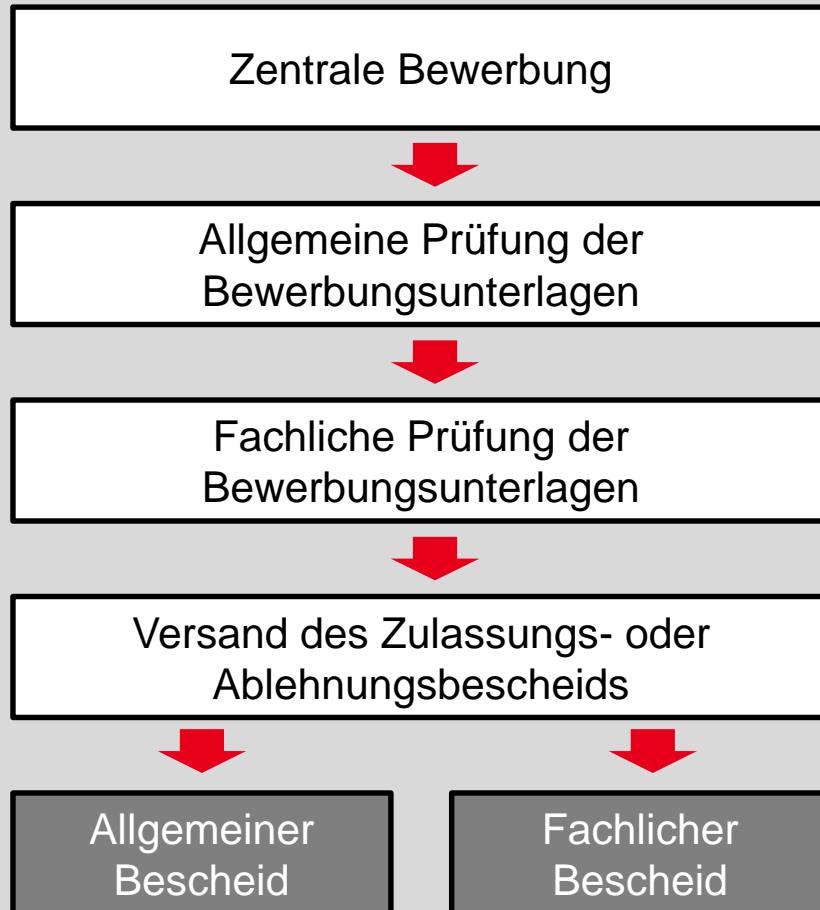 Zentrale Bewerbung
Allgemeine Prüfung der
Bewerbungsunterlagen
Fachliche Prüfung der
Bewerbungsunterlagen
Versand des Zulassungs- oder
Ablehnungsbescheids
Allgemeiner
Bescheid
Fachlicher
Bescheid